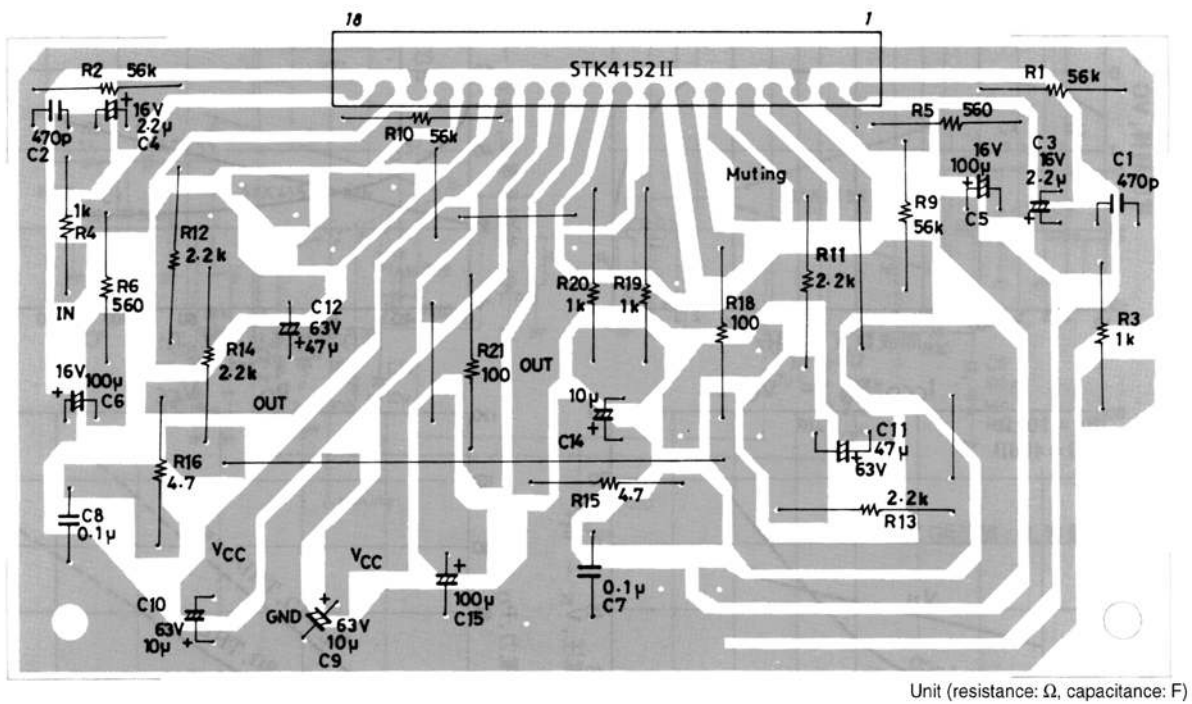 18
1
STK4152 II
R2 56k
470p
C2
16V
2.2µ
C4
R10 56k
R1
56k
R5 560
C3
16V
2.2µ
C1
470p
16V
100µ
C5
Muting
1k
R4
R12
2.2k
R6
560
IN
R9
56k
R11
2.2k
C12
63V
47µ
R20
1k
R19
1k
R18
100
R3
1k
R14
2.2k
R21
100
OUT
16V
100µ
C6
OUT
10µ
C14
C11
47µ
63V
R16
4.7
R15 4.7
2.2k
R13
C8
0.1µ
VCC
VCC
C10
63V
10µ
GND
63V
10µ
C9
100µ
C15
0.1µ
C7
Unit (resistance: Ω, capacitance: F)